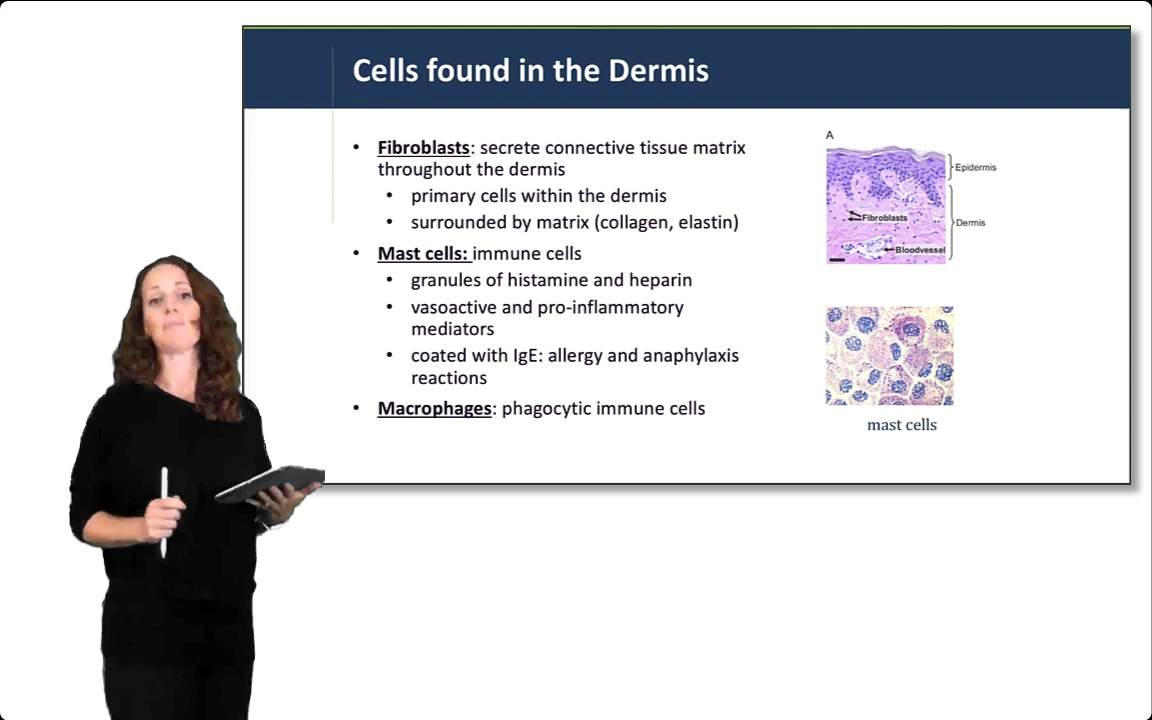 Cells found in the Dermis
• Fibroblasts: secrete connective tissue matrix
throughout the dermis
• primary cells within the dermis
• surrounded by matrix (collagen, elastin)
• Mast cells: immune cells
• granules of histamine and heparin
• vasoactive and pro-inflammatory
mediators
• coated with IgE: allergy and anaphylaxis
reactions
• Macrophages: phagocytic immune cells
A
Epidermis
Fibroblasts
Dermis
Bloodvessel
mast cells